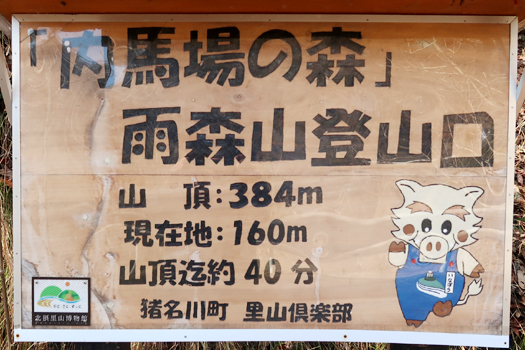 「内馬場の森」
雨森山登山口
山 頂：384m
現在地：160m
山頂迄約40分
猪名川町 里山倶楽部
北摂里山博物館